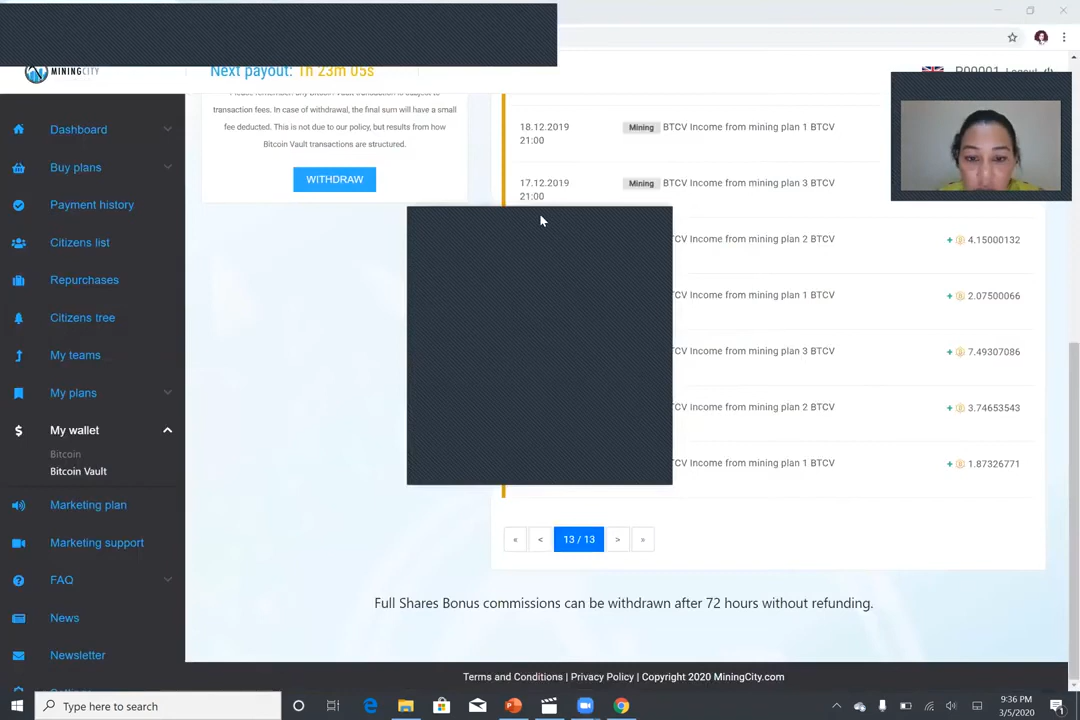 MININGCITY
Next payout: 1h 23m 05s
transaction fees. In case of withdrawal, the final sum will have a small
fee deducted. This is not due to our policy, but results from how
Bitcoin Vault transactions are structured.
WITHDRAW
Dashboard
Buy plans
Payment history
Citizens list
Repurchases
Citizens tree
My teams
My plans
My wallet
Bitcoin
Bitcoin Vault
Marketing plan
Marketing support
FAQ
News
Newsletter
18.12.2019
21:00
Mining BTCV Income from mining plan 1 BTCV
17.12.2019
21:00
Mining BTCV Income from mining plan 3 BTCV
TCV Income from mining plan 2 BTCV + 4.15000132
TCV Income from mining plan 1 BTCV + 2.07500066
TCV Income from mining plan 3 BTCV + 7.49307086
TCV Income from mining plan 2 BTCV + 3.74653543
TCV Income from mining plan 1 BTCV + 1.87326771
« < 13 / 13 > »
Full Shares Bonus commissions can be withdrawn after 72 hours without refunding.
Terms and Conditions | Privacy Policy | Copyright 2020 MiningCity.com
Type here to search
9:36 PM
3/5/2020